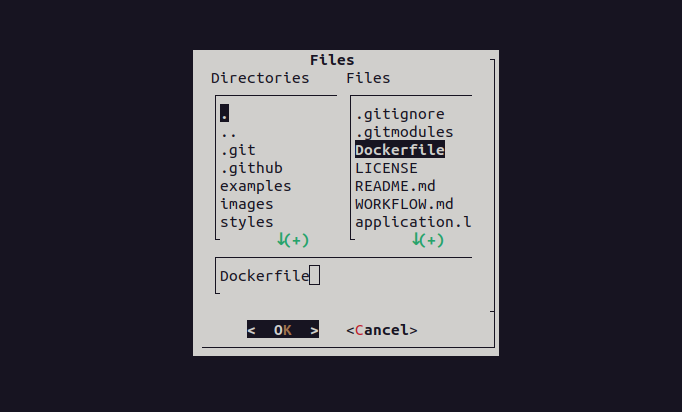 Files
Directories    Files
.    .gitignore
..    .gitmodules
.git    Dockerfile
.github    LICENSE
examples    README.md
images    WORKFLOW.md
styles    application.l
↓(+)    ↓(+)
Dockerfile
<  OK  >    <Cancel>